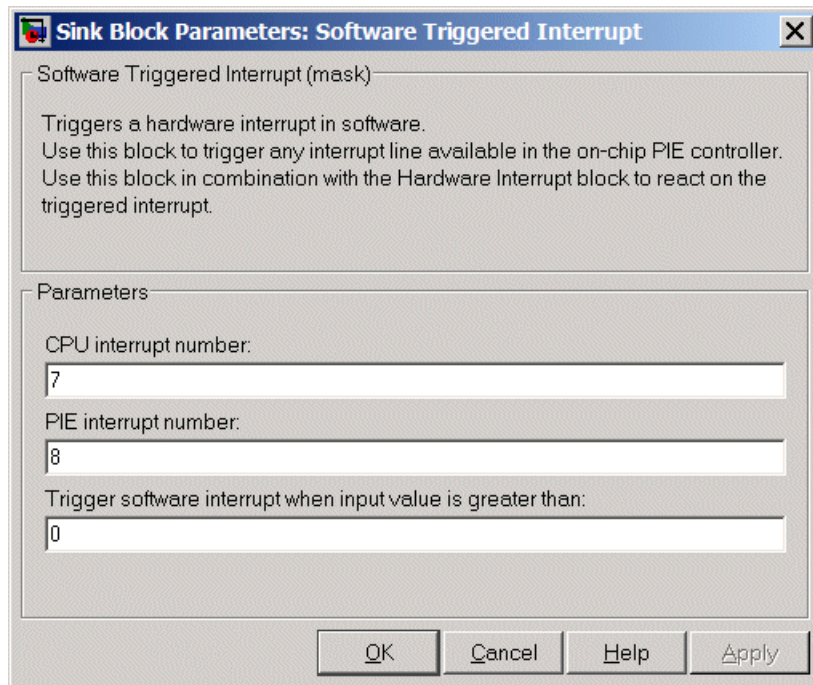 Sink Block Parameters: Software Triggered Interrupt
Software Triggered Interrupt (mask)
Triggers a hardware interrupt in software.
Use this block to trigger any interrupt line available in the on-chip PIE controller.
Use this block in combination with the Hardware Interrupt block to react on the
triggered interrupt.
Parameters
CPU interrupt number:
7
PIE interrupt number:
8
Trigger software interrupt when input value is greater than:
0
OK Cancel Help Apply